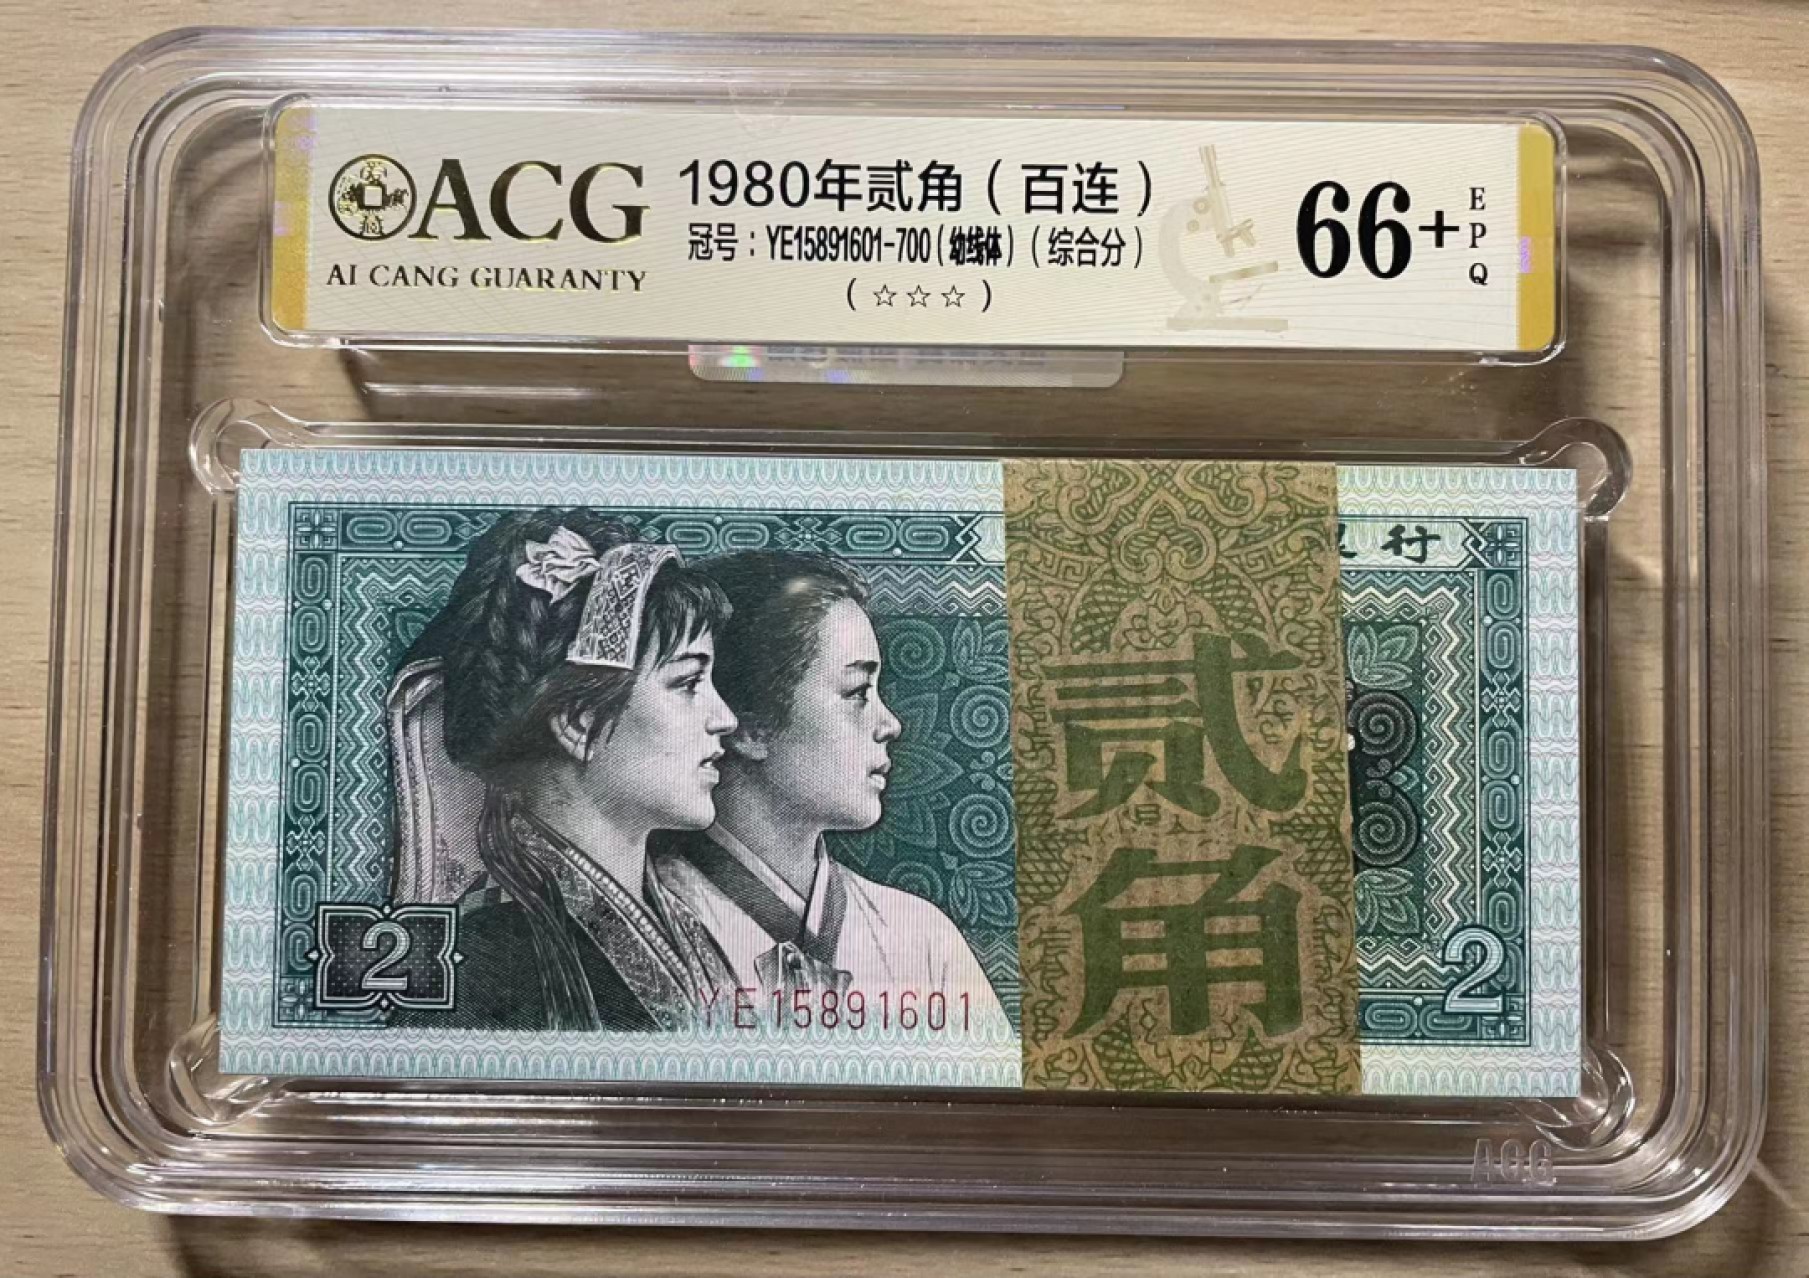 ACG
AI CANG GUARANTY
1980年贰角（百连）
冠号：YE15891601-700(幼线体)（综合分）
（☆☆☆）
66+
EPQ
行
贰角
2
YE15891601
2
ACG